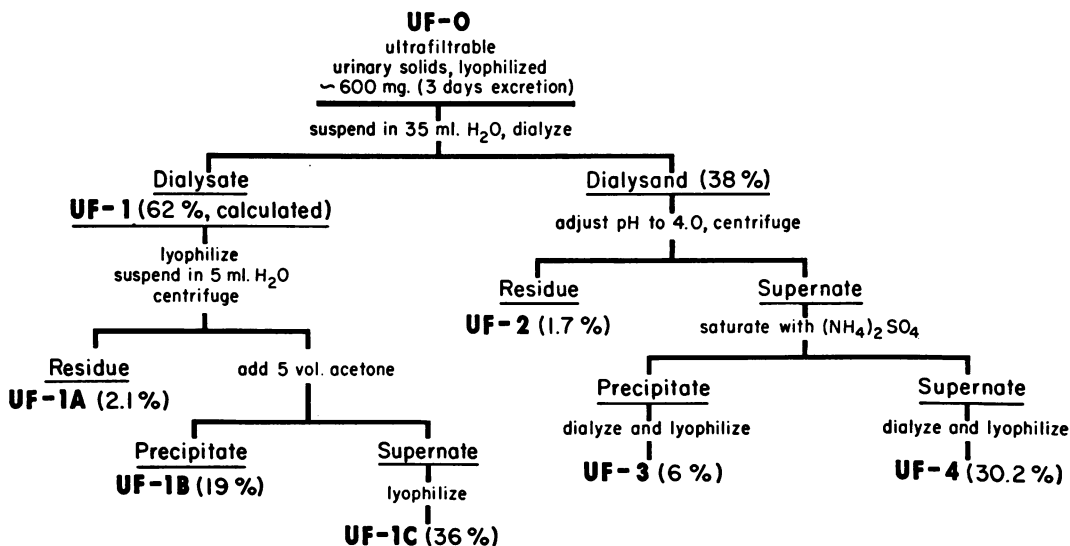 UF-O
ultrafiltrable
urinary solids, lyophilized
~600 mg. (3 days excretion)
suspend in 35 ml. H₂O, dialyze
Dialysate
UF-1 (62 %, calculated)
lyophilize
suspend in 5 ml. H₂O
centrifuge
Residue
UF-1A (2.1 %)
add 5 vol. acetone
Precipitate
UF-1B (19 %)
Supernate
lyophilize
UF-1C (36 %)
Dialysand (38 %)
adjust pH to 4.0, centrifuge
Residue
UF-2 (1.7 %)
Supernate
saturate with (NH₄)₂SO₄
Precipitate
dialyze and lyophilize
UF-3 (6 %)
Supernate
dialyze and lyophilize
UF-4 (30.2 %)